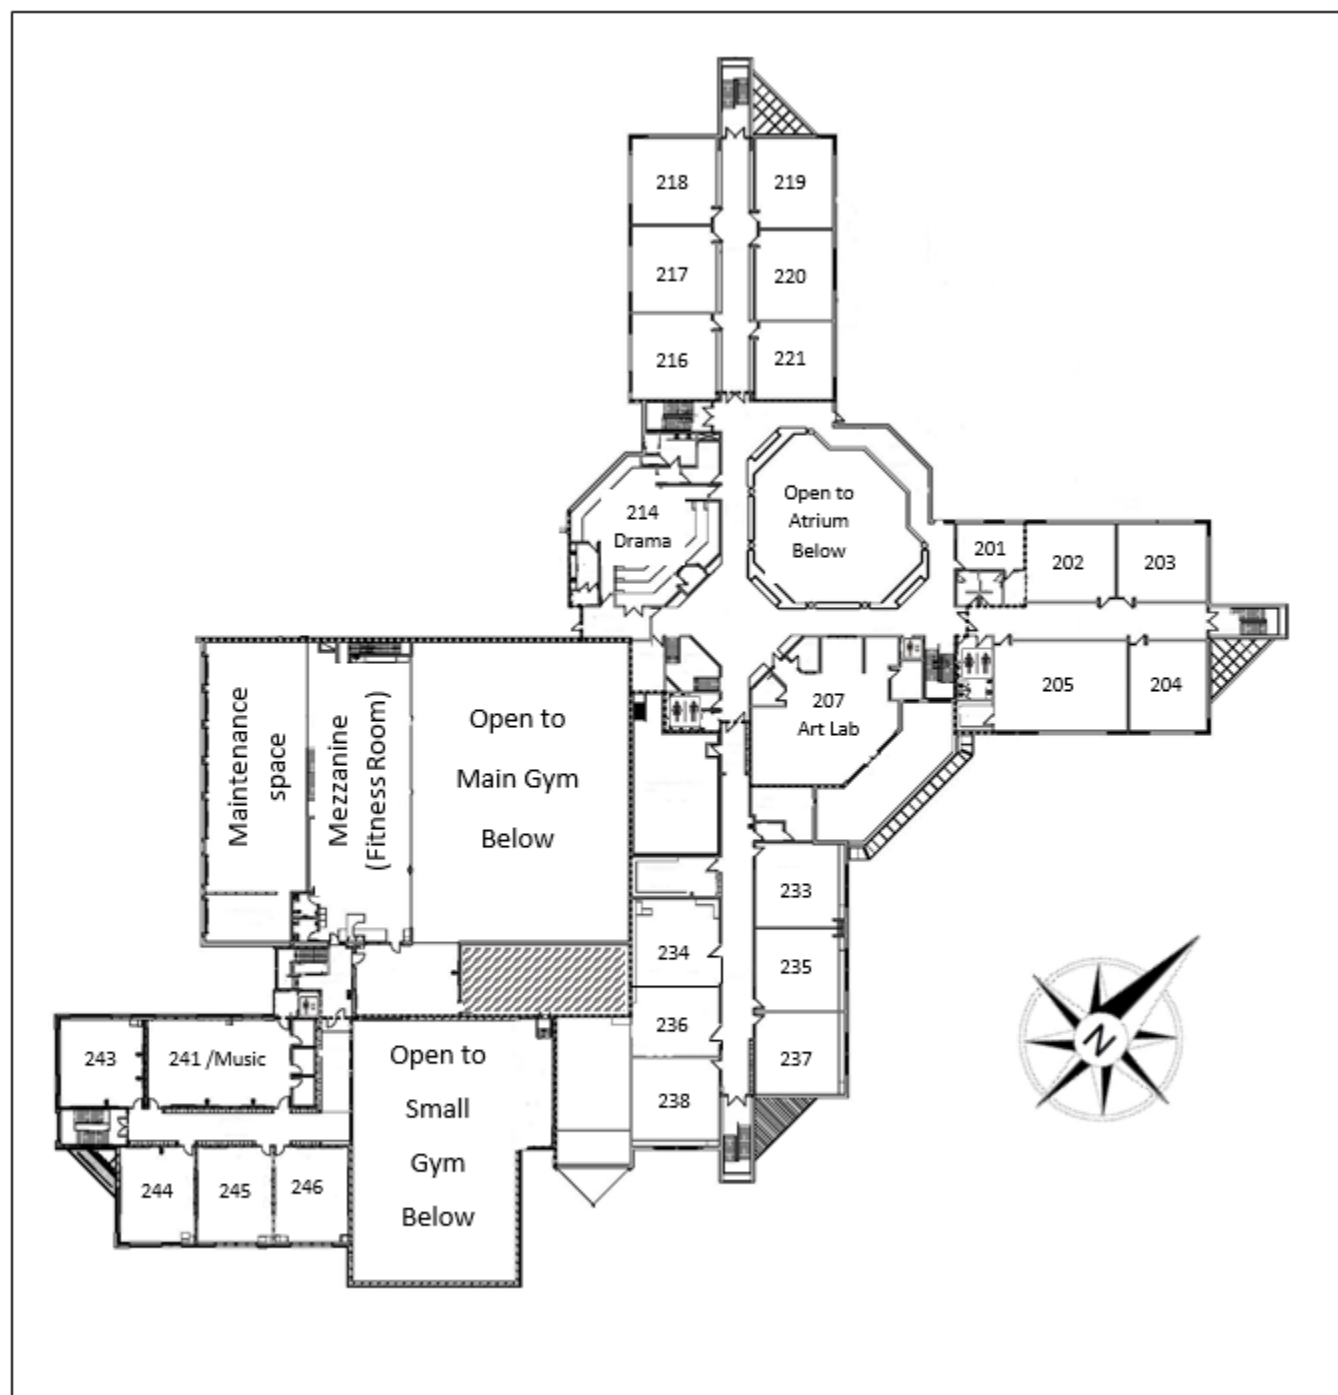 218
219
217
220
216
221
Open to
Atrium
Below
214
Drama
201
202
203
205
204
207
Art Lab
Maintenance
space
Mezzanine
(Fitness Room)
Open to
Main Gym
Below
233
234
235
236
237
238
N
243
241 /Music
Open to
Small
Gym
Below
244
245
246